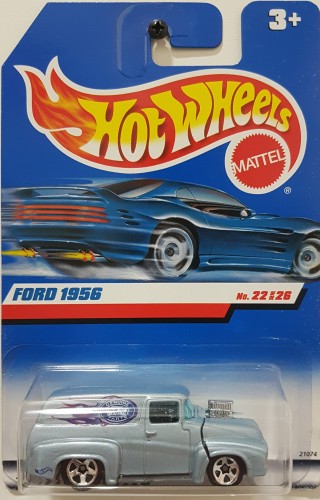 3+
HOT WHEELS
MATTEL
®
FORD 1956
No. 22 OF 26
21074